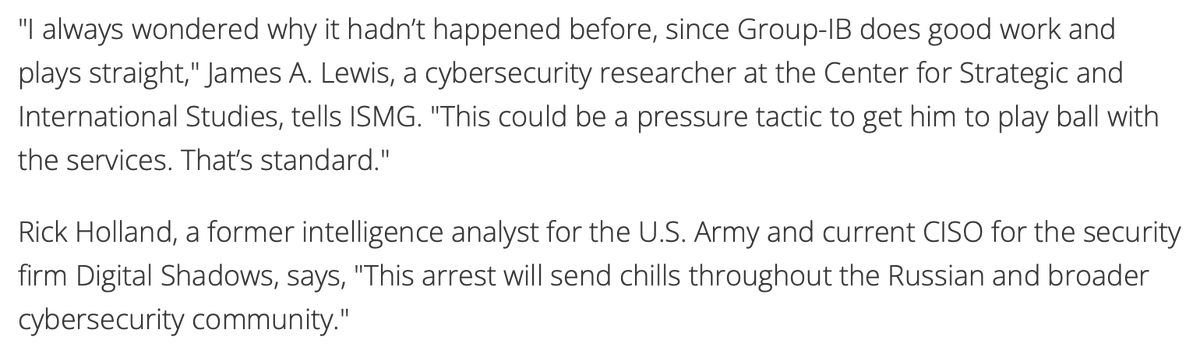 "I always wondered why it hadn’t happened before, since Group-IB does good work and
plays straight," James A. Lewis, a cybersecurity researcher at the Center for Strategic and
International Studies, tells ISMG. "This could be a pressure tactic to get him to play ball with
the services. That’s standard."
Rick Holland, a former intelligence analyst for the U.S. Army and current CISO for the security
firm Digital Shadows, says, "This arrest will send chills throughout the Russian and broader
cybersecurity community."